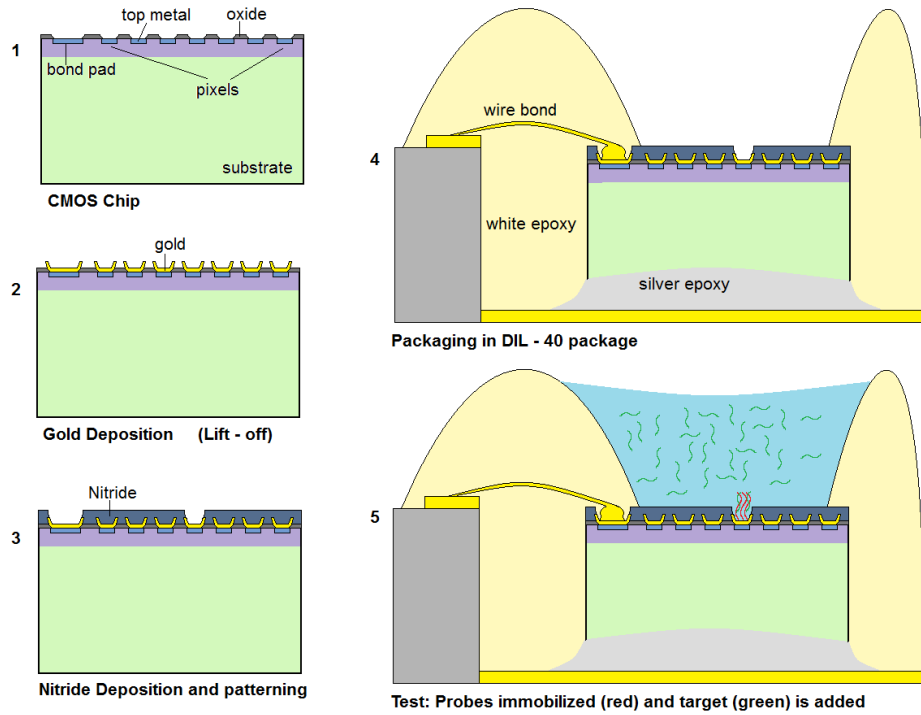 1
top metal
oxide
bond pad
pixels
substrate
CMOS Chip
2
gold
Gold Deposition (Lift - off)
3
Nitride
Nitride Deposition and patterning
4
wire bond
white epoxy
silver epoxy
Packaging in DIL - 40 package
5
Test: Probes immobilized (red) and target (green) is added